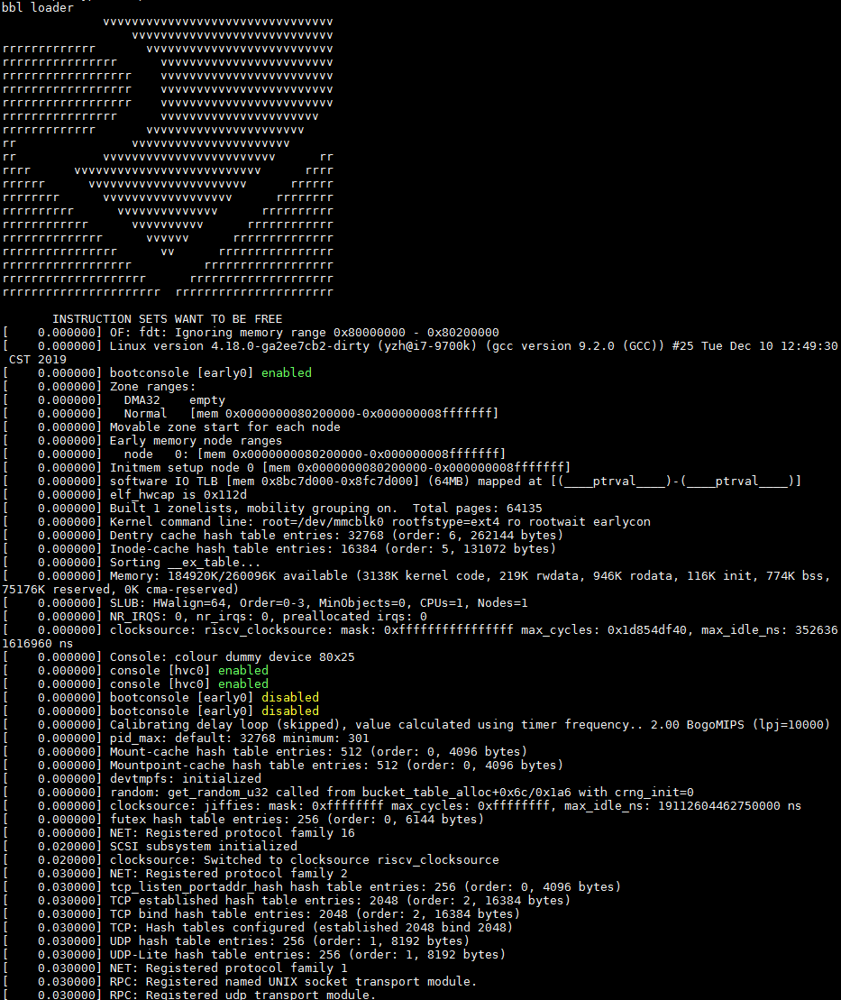 bbl loader
              vvvvvvvvvvvvvvvvvvvvvvvvvvvvvvvv
                  vvvvvvvvvvvvvvvvvvvvvvvvvvvv
rrrrrrrrrrrrr       vvvvvvvvvvvvvvvvvvvvvvvvvv
rrrrrrrrrrrrrrrr      vvvvvvvvvvvvvvvvvvvvvvvv
rrrrrrrrrrrrrrrrrr    vvvvvvvvvvvvvvvvvvvvvvvv
rrrrrrrrrrrrrrrrrr    vvvvvvvvvvvvvvvvvvvvvvvv
rrrrrrrrrrrrrrrrrr    vvvvvvvvvvvvvvvvvvvvvvvv
rrrrrrrrrrrrrrrr      vvvvvvvvvvvvvvvvvvvvvv
rrrrrrrrrrrrr       vvvvvvvvvvvvvvvvvvvvvv
rr                vvvvvvvvvvvvvvvvvvvvvv
rr            vvvvvvvvvvvvvvvvvvvvvvvv      rr
rrrr      vvvvvvvvvvvvvvvvvvvvvvvvvv      rrrr
rrrrrr      vvvvvvvvvvvvvvvvvvvvvv      rrrrrr
rrrrrrrr      vvvvvvvvvvvvvvvvvv      rrrrrrrr
rrrrrrrrrr      vvvvvvvvvvvvvv      rrrrrrrrrr
rrrrrrrrrrrr      vvvvvvvvvv      rrrrrrrrrrrr
rrrrrrrrrrrrrr      vvvvvv      rrrrrrrrrrrrrr
rrrrrrrrrrrrrrrr      vv      rrrrrrrrrrrrrrrr
rrrrrrrrrrrrrrrrrr          rrrrrrrrrrrrrrrrrr
rrrrrrrrrrrrrrrrrrrr      rrrrrrrrrrrrrrrrrrrr
rrrrrrrrrrrrrrrrrrrrrr  rrrrrrrrrrrrrrrrrrrrrr
INSTRUCTION SETS WANT TO BE FREE
[    0.000000] OF: fdt: Ignoring memory range 0x80000000 - 0x80200000
[    0.000000] Linux version 4.18.0-ga2ee7cb2-dirty (yzh@i7-9700k) (gcc version 9.2.0 (GCC)) #25 Tue Dec 10 12:49:30
 CST 2019
[    0.000000] bootconsole [early0] enabled
[    0.000000] Zone ranges:
[    0.000000]   DMA32    empty
[    0.000000]   Normal   [mem 0x0000000080200000-0x000000008fffffff]
[    0.000000] Movable zone start for each node
[    0.000000] Early memory node ranges
[    0.000000]   node   0: [mem 0x0000000080200000-0x000000008fffffff]
[    0.000000] Initmem setup node 0 [mem 0x0000000080200000-0x000000008fffffff]
[    0.000000] software IO TLB [mem 0x8bc7d000-0x8fc7d000] (64MB) mapped at [(____ptrval____)-(____ptrval____)]
[    0.000000] elf_hwcap is 0x112d
[    0.000000] Built 1 zonelists, mobility grouping on.  Total pages: 64135
[    0.000000] Kernel command line: root=/dev/mmcblk0 rootfstype=ext4 ro rootwait earlycon
[    0.000000] Dentry cache hash table entries: 32768 (order: 6, 262144 bytes)
[    0.000000] Inode-cache hash table entries: 16384 (order: 5, 131072 bytes)
[    0.000000] Sorting __ex_table...
[    0.000000] Memory: 184920K/260096K available (3138K kernel code, 219K rwdata, 946K rodata, 116K init, 774K bss,
75176K reserved, 0K cma-reserved)
[    0.000000] SLUB: HWalign=64, Order=0-3, MinObjects=0, CPUs=1, Nodes=1
[    0.000000] NR_IRQS: 0, nr_irqs: 0, preallocated irqs: 0
[    0.000000] clocksource: riscv_clocksource: mask: 0xffffffffffffffff max_cycles: 0x1d854df40, max_idle_ns: 352636
1616960 ns
[    0.000000] Console: colour dummy device 80x25
[    0.000000] console [hvc0] enabled
[    0.000000] console [hvc0] enabled
[    0.000000] bootconsole [early0] disabled
[    0.000000] bootconsole [early0] disabled
[    0.000000] Calibrating delay loop (skipped), value calculated using timer frequency.. 2.00 BogoMIPS (lpj=10000)
[    0.000000] pid_max: default: 32768 minimum: 301
[    0.000000] Mount-cache hash table entries: 512 (order: 0, 4096 bytes)
[    0.000000] Mountpoint-cache hash table entries: 512 (order: 0, 4096 bytes)
[    0.000000] devtmpfs: initialized
[    0.000000] random: get_random_u32 called from bucket_table_alloc+0x6c/0x1a6 with crng_init=0
[    0.000000] clocksource: jiffies: mask: 0xffffffff max_cycles: 0xffffffff, max_idle_ns: 19112604462750000 ns
[    0.000000] futex hash table entries: 256 (order: 0, 6144 bytes)
[    0.000000] NET: Registered protocol family 16
[    0.020000] SCSI subsystem initialized
[    0.020000] clocksource: Switched to clocksource riscv_clocksource
[    0.030000] NET: Registered protocol family 2
[    0.030000] tcp_listen_portaddr_hash hash table entries: 256 (order: 0, 4096 bytes)
[    0.030000] TCP established hash table entries: 2048 (order: 2, 16384 bytes)
[    0.030000] TCP bind hash table entries: 2048 (order: 2, 16384 bytes)
[    0.030000] TCP: Hash tables configured (established 2048 bind 2048)
[    0.030000] UDP hash table entries: 256 (order: 1, 8192 bytes)
[    0.030000] UDP-Lite hash table entries: 256 (order: 1, 8192 bytes)
[    0.030000] NET: Registered protocol family 1
[    0.030000] RPC: Registered named UNIX socket transport module.
[    0.030000] RPC: Registered udp transport module.